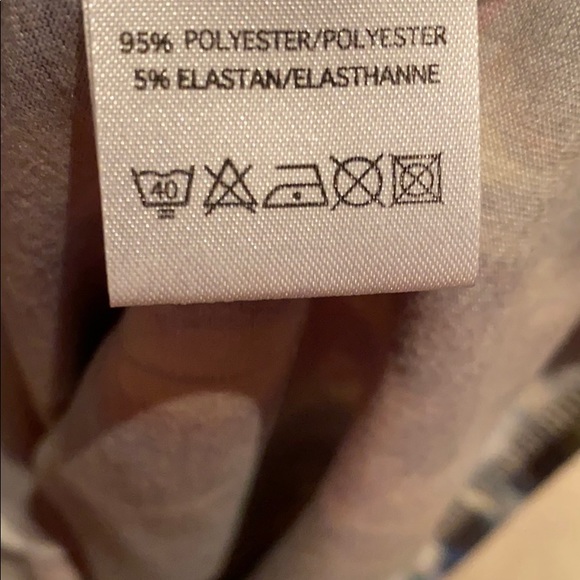 95% POLYESTER/POLYESTER
5% ELASTAN/ELASTHANNE
40